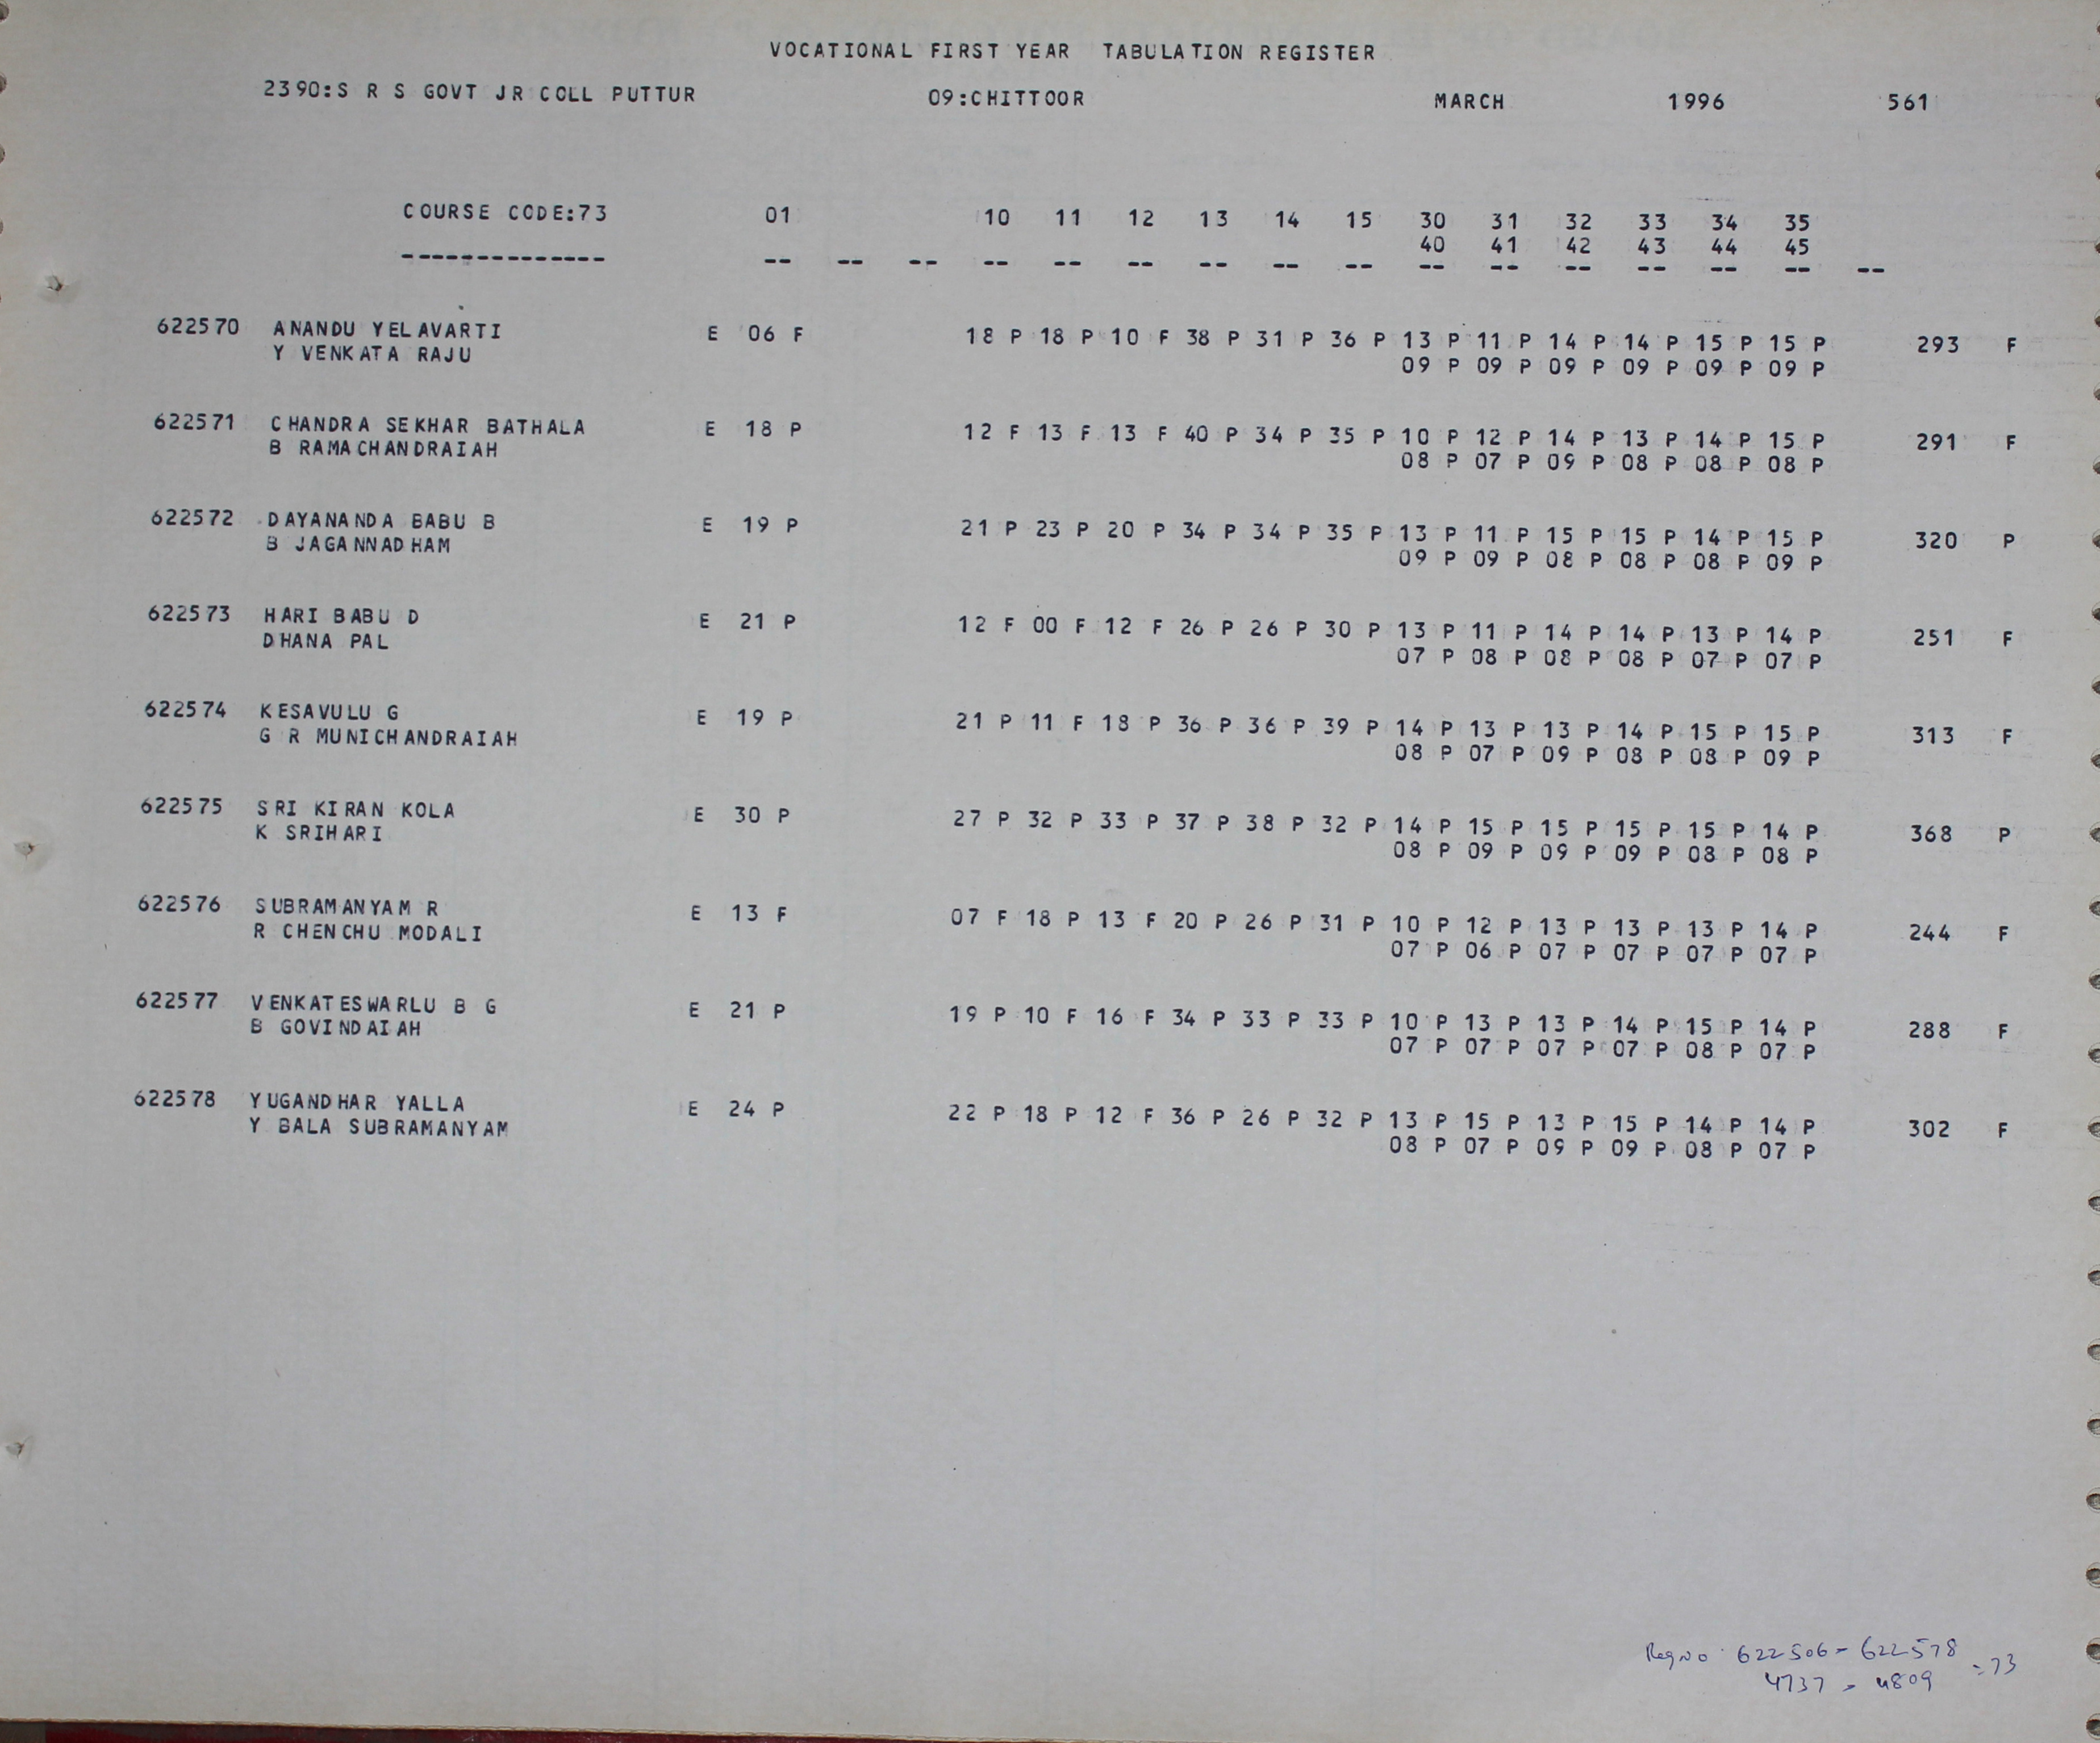 VOCATIONAL FIRST YEAR TABULATION REGISTER
2390:S R S GOVT JR COLL PUTTUR 09:CHITTOOR MARCH 1996 561
COURSE CODE:73 01 10 11 12 13 14 15 30 31 32 33 34 35
40 41 42 43 44 45
-------------- -- -- -- -- -- -- -- -- -- -- -- -- -- -- -- --
622570 ANANDU YELAVARTI E 06 F 18 P 18 P 10 F 38 P 31 P 36 P 13 P 11 P 14 P 14 P 15 P 15 P 293 F
Y VENKATA RAJU 09 P 09 P 09 P 09 P 09 P 09 P
622571 CHANDRA SEKHAR BATHALA E 18 P 12 F 13 F 13 F 40 P 34 P 35 P 10 P 12 P 14 P 13 P 14 P 15 P 291 F
B RAMACHANDRAIAH 08 P 07 P 09 P 08 P 08 P 08 P
622572 DAYANANDA BABU B E 19 P 21 P 23 P 20 P 34 P 34 P 35 P 13 P 11 P 15 P 15 P 14 P 15 P 320 P
B JAGANNADHAM 09 P 09 P 08 P 08 P 08 P 09 P
622573 HARI BABU D E 21 P 12 F 00 F 12 F 26 P 26 P 30 P 13 P 11 P 14 P 14 P 13 P 14 P 251 F
DHANA PAL 07 P 08 P 08 P 08 P 07 P 07 P
622574 KESAVULU G E 19 P 21 P 11 F 18 P 36 P 36 P 39 P 14 P 13 P 13 P 14 P 15 P 15 P 313 F
G R MUNICHANDRAIAH 08 P 07 P 09 P 08 P 08 P 09 P
622575 SRI KIRAN KOLA E 30 P 27 P 32 P 33 P 37 P 38 P 32 P 14 P 15 P 15 P 15 P 15 P 14 P 368 P
K SRIHARI 08 P 09 P 09 P 09 P 08 P 08 P
622576 SUBRAMANYAM R E 13 F 07 F 18 P 13 F 20 P 26 P 31 P 10 P 12 P 13 P 13 P 13 P 14 P 244 F
R CHENCHU MODALI 07 P 06 P 07 P 07 P 07 P 07 P
622577 VENKATESWARLU B G E 21 P 19 P 10 F 16 F 34 P 33 P 33 P 10 P 13 P 13 P 14 P 15 P 14 P 288 F
B GOVINDAIAH 07 P 07 P 07 P 07 P 08 P 07 P
622578 YUGANDHAR YALLA E 24 P 22 P 18 P 12 F 36 P 26 P 32 P 13 P 15 P 13 P 15 P 14 P 14 P 302 F
Y BALA SUBRAMANYAM 08 P 07 P 09 P 09 P 08 P 07 P
Regno 622506 - 622578 = 73
4737 - 4809